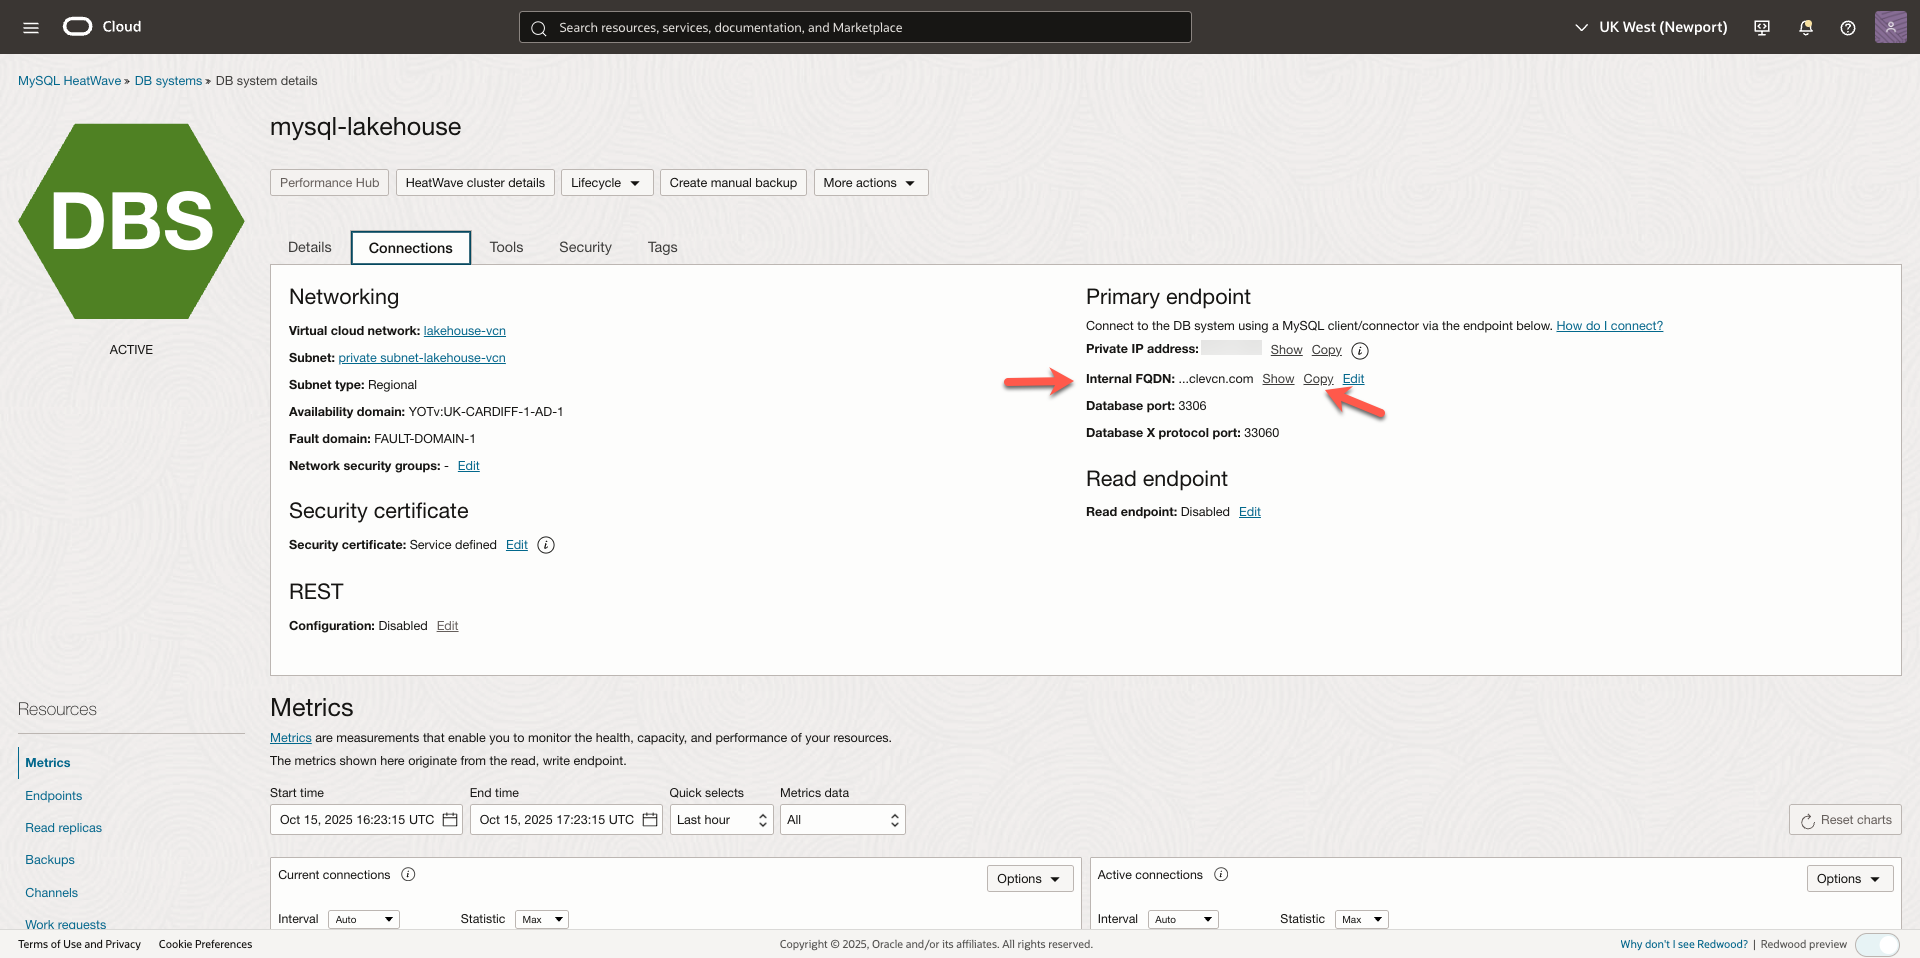 Cloud
Search resources, services, documentation, and Marketplace
UK West (Newport)
MySQL HeatWave » DB systems » DB system details
DBS
ACTIVE
mysql-lakehouse
Performance Hub
HeatWave cluster details
Lifecycle
Create manual backup
More actions
Details
Connections
Tools
Security
Tags
Networking
Virtual cloud network: lakehouse-vcn
Subnet: private subnet-lakehouse-vcn
Subnet type: Regional
Availability domain: YOTv:UK-CARDIFF-1-AD-1
Fault domain: FAULT-DOMAIN-1
Network security groups: - Edit
Security certificate
Security certificate: Service defined Edit
REST
Configuration: Disabled Edit
Primary endpoint
Connect to the DB system using a MySQL client/connector via the endpoint below. How do I connect?
Private IP address: Show Copy
Internal FQDN: ...clevcn.com Show Copy Edit
Database port: 3306
Database X protocol port: 33060
Read endpoint
Read endpoint: Disabled Edit
Resources
Metrics
Endpoints
Read replicas
Backups
Channels
Work requests
Metrics
Metrics are measurements that enable you to monitor the health, capacity, and performance of your resources.
The metrics shown here originate from the read, write endpoint.
Start time
Oct 15, 2025 16:23:15 UTC
End time
Oct 15, 2025 17:23:15 UTC
Quick selects
Last hour
Metrics data
All
Reset charts
Current connections
Options
Interval Auto
Statistic Max
Active connections
Options
Interval Auto
Statistic Max
Terms of Use and Privacy
Cookie Preferences
Copyright © 2025, Oracle and/or its affiliates. All rights reserved.
Why don't I see Redwood? | Redwood preview